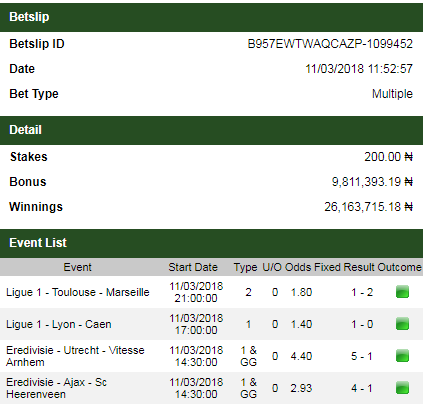 Betslip
Betslip ID B957EWTWAQCAZP-1099452
Date 11/03/2018 11:52:57
Bet Type Multiple
Detail
Stakes 200.00 ₦
Bonus 9,811,393.19 ₦
Winnings 26,163,715.18 ₦
Event List
Event Start Date Type U/O Odds Fixed Result Outcome
Ligue 1 - Toulouse - Marseille 11/03/2018 21:00:00 2 0 1.80 1 - 2
Ligue 1 - Lyon - Caen 11/03/2018 17:00:00 1 0 1.40 1 - 0
Eredivisie - Utrecht - Vitesse Arnhem 11/03/2018 14:30:00 1 & GG 0 4.40 5 - 1
Eredivisie - Ajax - Sc Heerenveen 11/03/2018 14:30:00 1 & GG 0 2.93 4 - 1